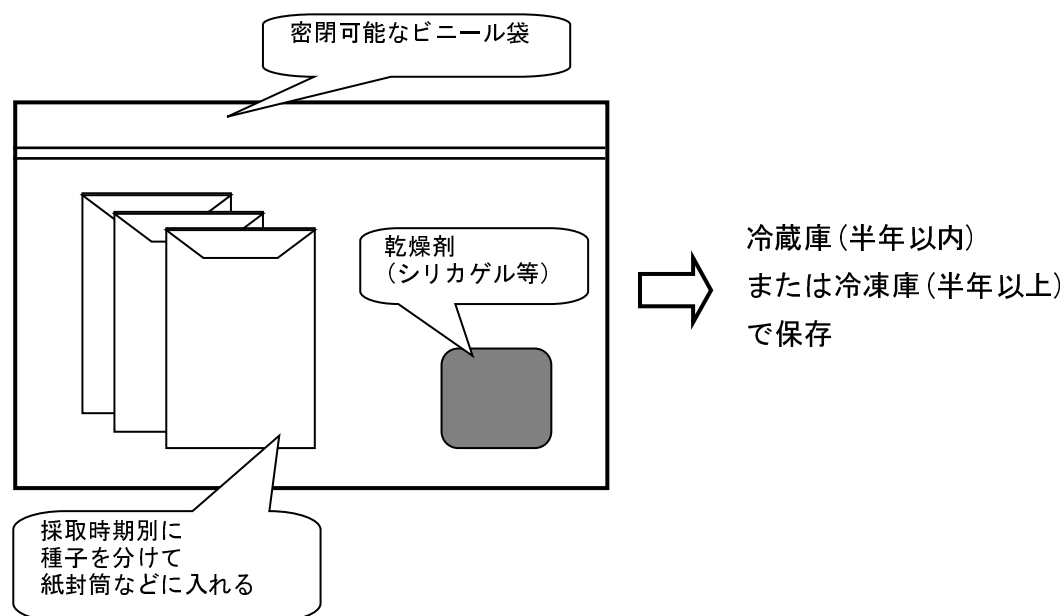 密閉可能なビニール袋
乾燥剤
（シリカゲル等）
採取時期別に
種子を分けて
紙封筒などに入れる
冷蔵庫（半年以内）
または冷凍庫（半年以上）
で保存